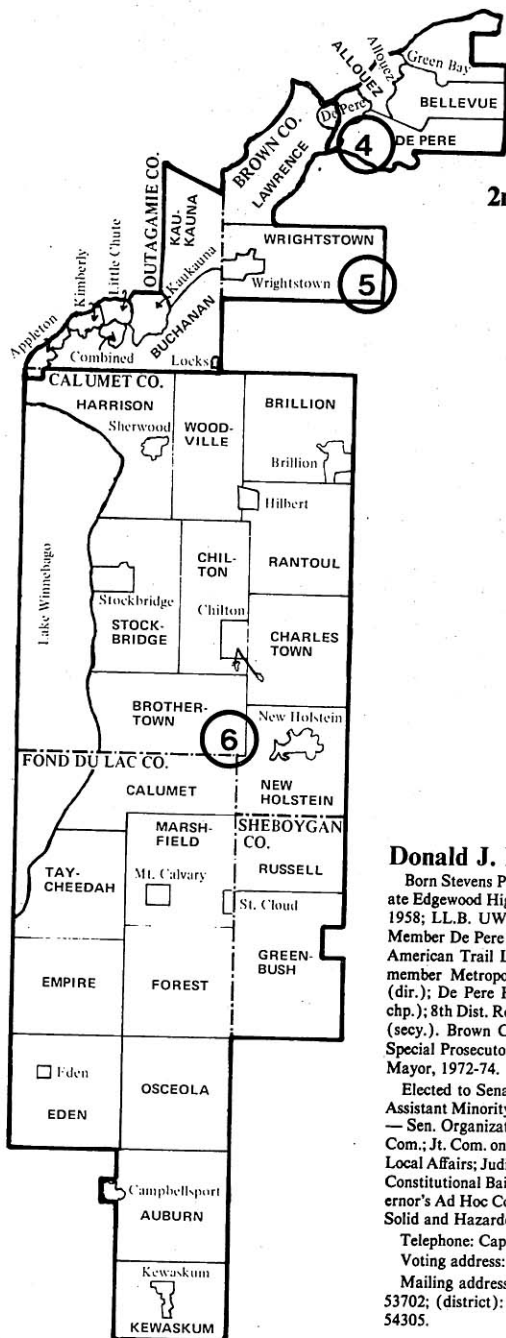 ALLOUEZ
Allouez
Green Bay
BELLEVUE
De Pere
DE PERE
4
BROWN CO.
LAWRENCE
2n
OUTAGAMIE CO.
KAU-
KAUNA
WRIGHTSTOWN
Wrightstown
5
Kaukauna
Little Chute
Kimberly
Appleton
Combined
BUCHANAN
Locks
CALUMET CO.
HARRISON
Sherwood
WOOD-
VILLE
BRILLION
Brillion
Hilbert
Lake Winnebago
CHIL-
TON
RANTOUL
Stockbridge
STOCK-
BRIDGE
Chilton
CHARLES
TOWN
BROTHER-
TOWN
New Holstein
6
FOND DU LAC CO.
CALUMET
NEW
HOLSTEIN
MARSH-
FIELD
SHEBOYGAN
CO.
TAY-
CHEEDAH
Mt. Calvary
RUSSELL
St. Cloud
GREEN-
BUSH
EMPIRE
FOREST
Eden
EDEN
OSCEOLA
Campbellsport
AUBURN
Kewaskum
KEWASKUM
Donald J.
Born Stevens P
ate Edgewood Hig
1958; LL.B. UW
Member De Pere
American Trail L
member Metropo
(dir.); De Pere
chp.); 8th Dist. Re
(secy.). Brown C
Special Prosecuto
Mayor, 1972-74.
Elected to Sena
Assistant Minority
— Sen. Organizat
Com.; Jt. Com. on
Local Affairs; Judi
Constitutional Bai
ernor's Ad Hoc Co
Solid and Hazard
Telephone: Cap
Voting address:
Mailing address
53702; (district):
54305.